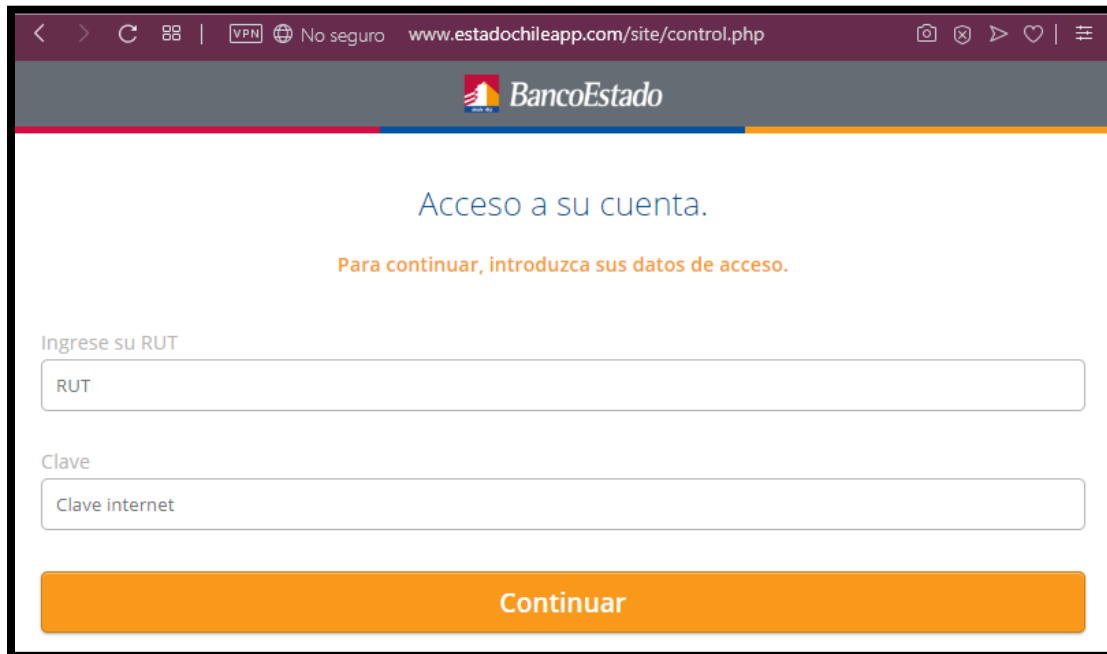 VPN No seguro www.estadochileapp.com/site/control.php
BancoEstado
Acceso a su cuenta.
Para continuar, introduzca sus datos de acceso.
Ingrese su RUT
RUT
Clave
Clave internet
Continuar